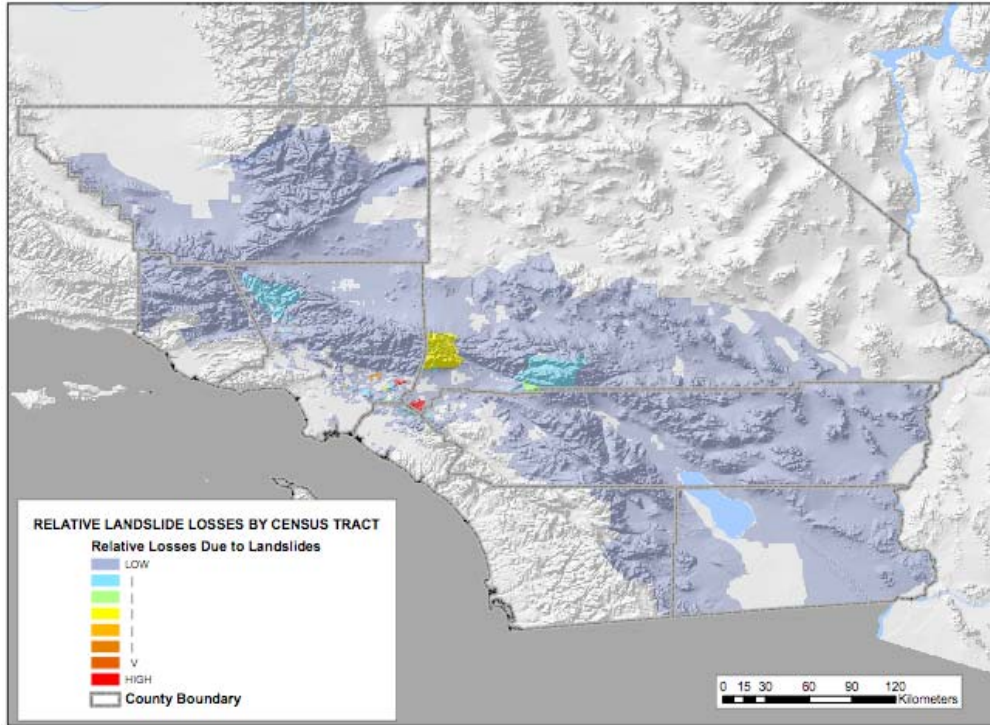 RELATIVE LANDSLIDE LOSSES BY CENSUS TRACT
Relative Losses Due to Landslides
LOW
|
|
|
|
|
V
HIGH
County Boundary
0 15 30 60 90 120
Kilometers